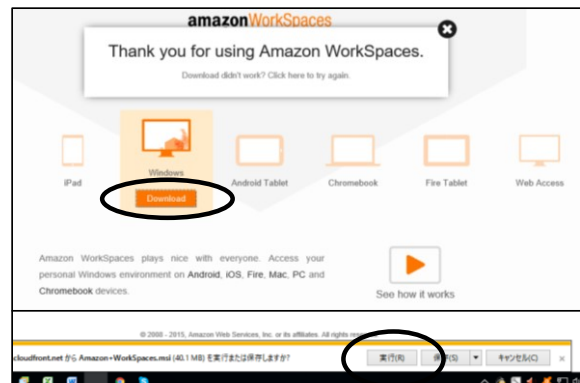 amazon WorkSpaces
Thank you for using Amazon WorkSpaces.
Download didn't work? Click here to try again.
iPad
Windows
Android Tablet
Chromebook
Fire Tablet
Web Access
Download
Amazon WorkSpaces plays nice with everyone. Access your
personal Windows environment on Android, iOS, Fire, Mac, PC and
Chromebook devices.
See how it works
© 2008 - 2015, Amazon Web Services, Inc. or its affiliates. All rights
cloudfront.net から Amazon+WorkSpaces.msi (40.1 MB) を実行または保存しますか?
実行(R)
(S)
キャンセル(C)